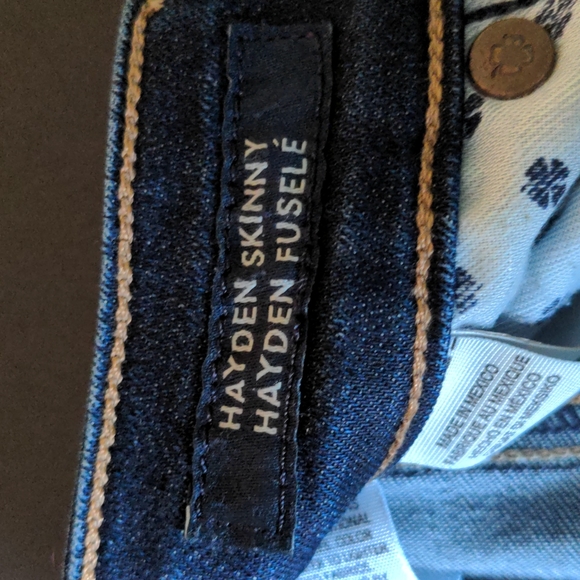 HAYDEN SKINNY
HAYDEN FUSELÉ
MADE IN MEXICO
FABRIQUÉ AU MEXIQUE
HECHO EN MÉXICO